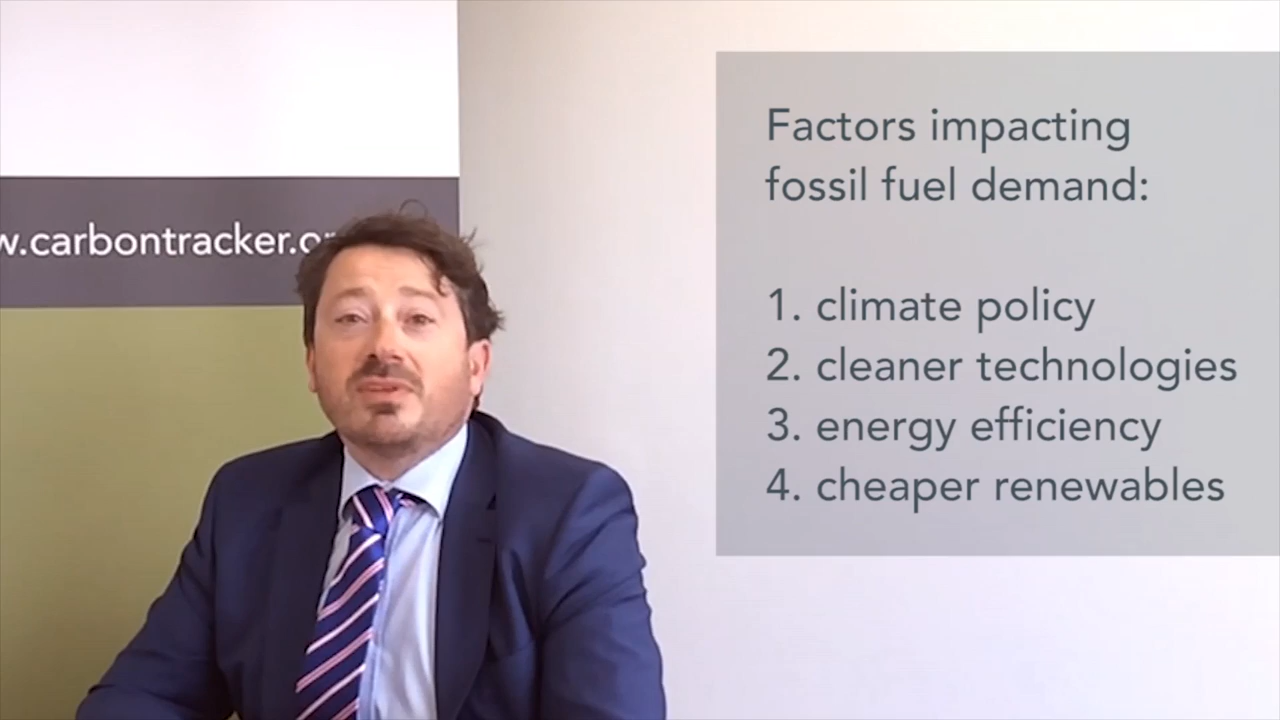 w.carbontracker.or
Factors impacting
fossil fuel demand:
1. climate policy
2. cleaner technologies
3. energy efficiency
4. cheaper renewables